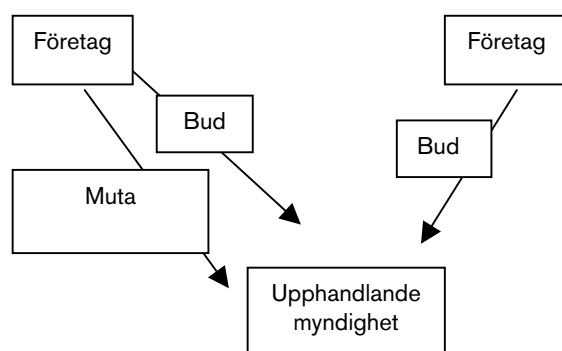 Företag
Företag
Bud
Bud
Muta
Upphandlande
myndighet